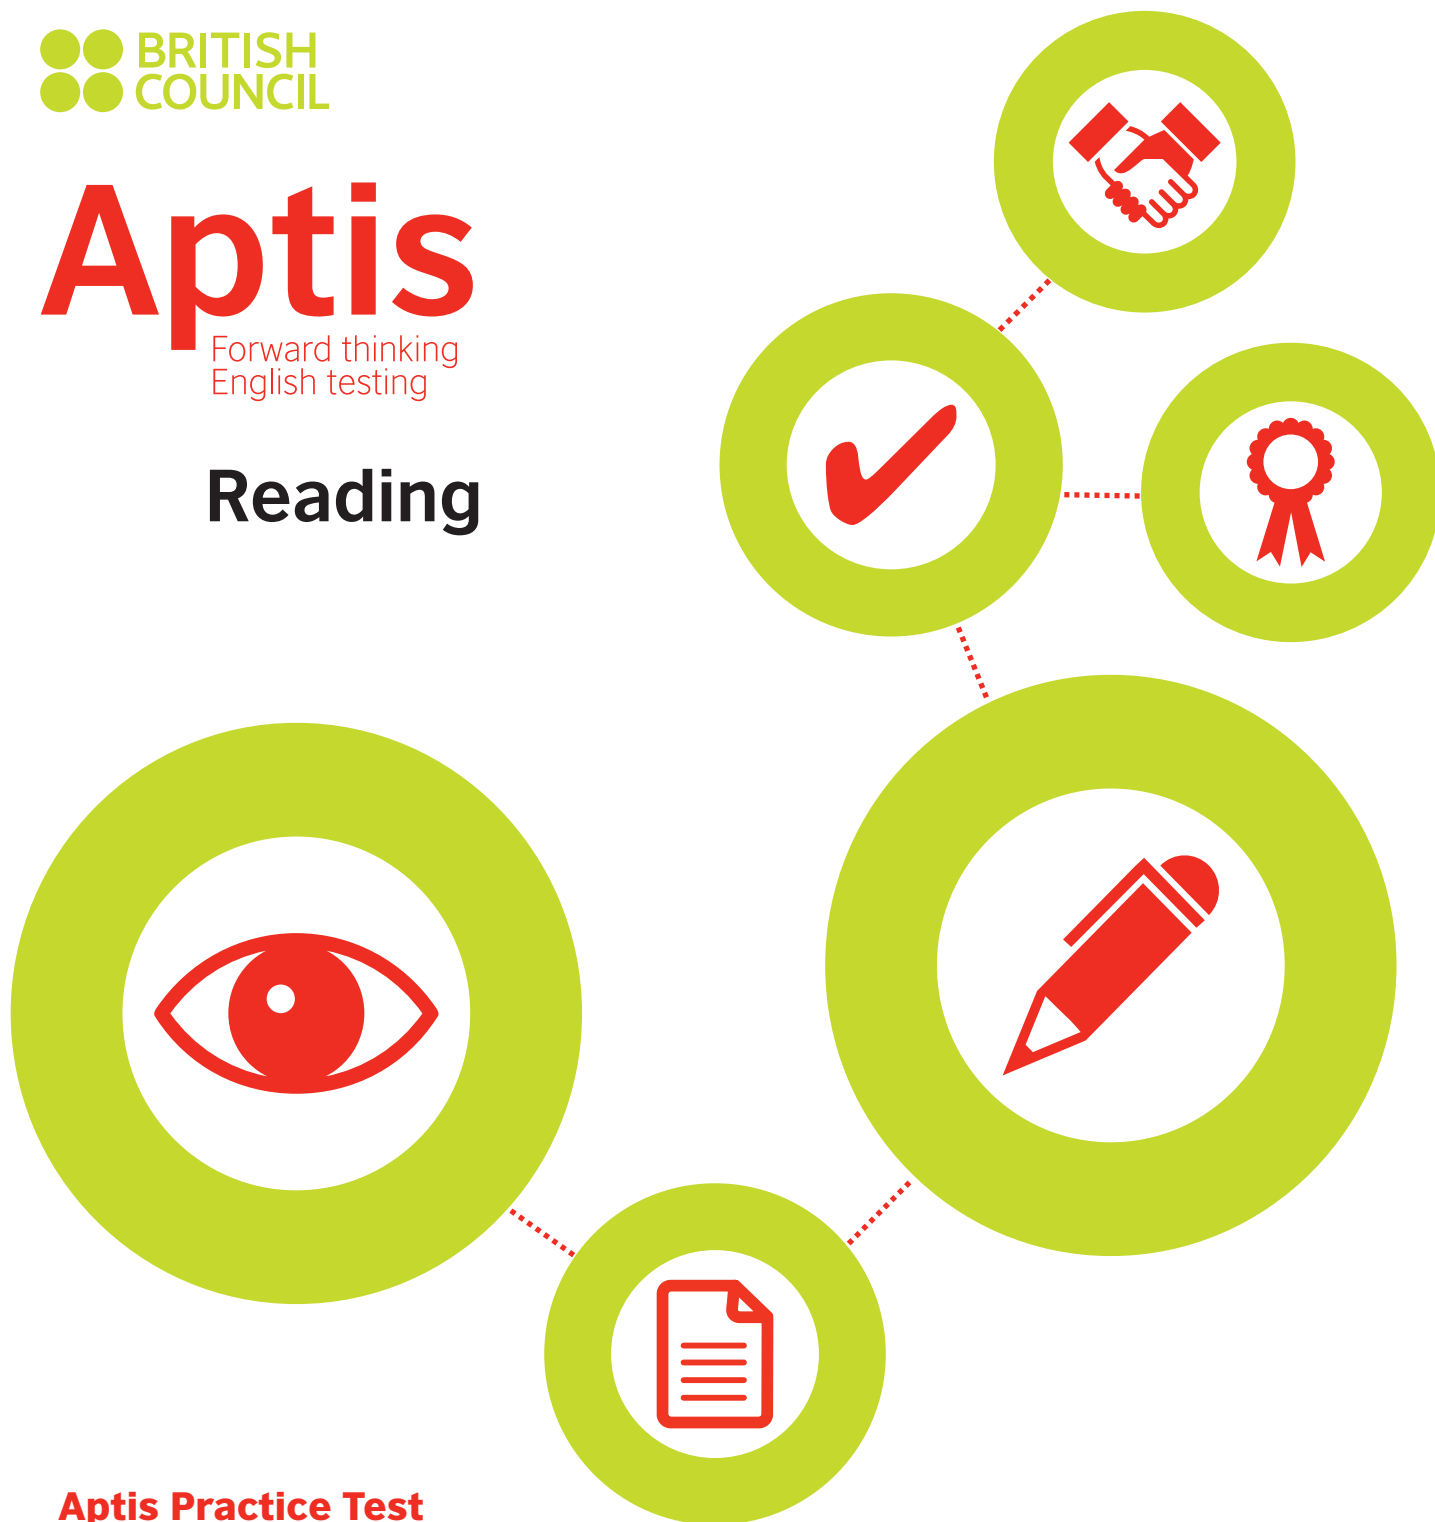 BRITISH
COUNCIL
Aptis
Forward thinking
English testing
Reading
Aptis Practice Test